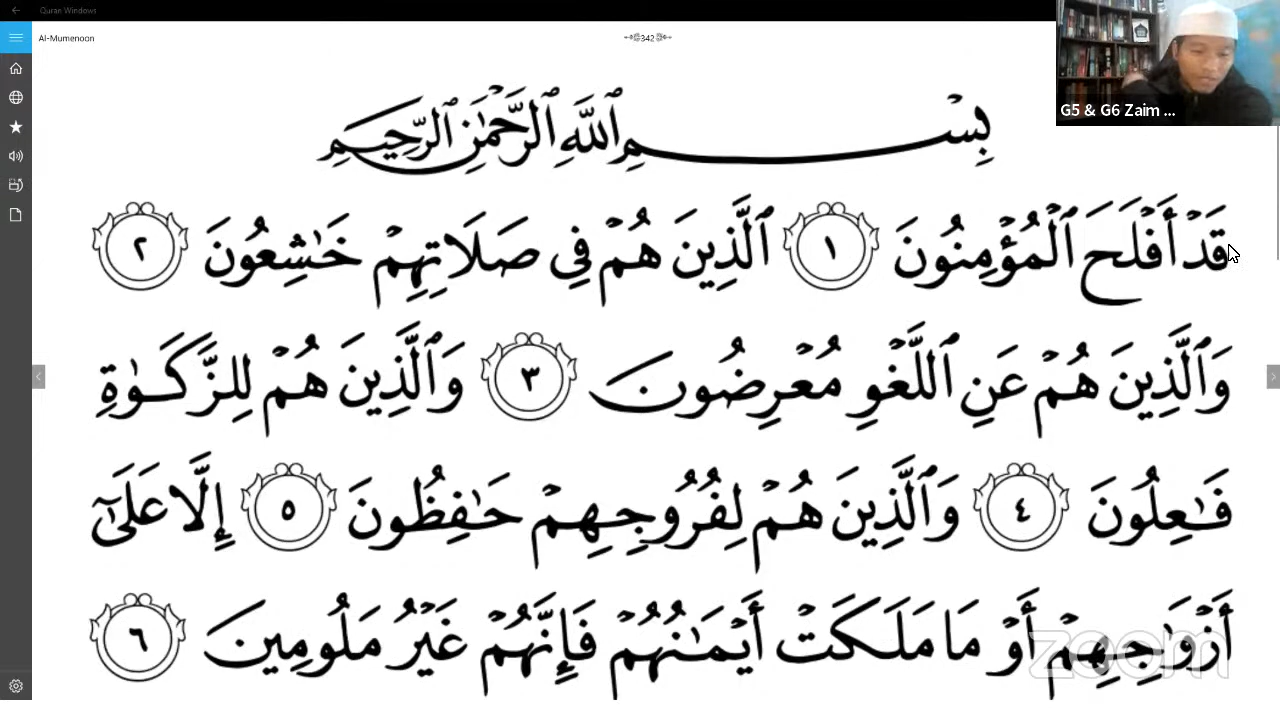 Quran Windows
Al-Mumenoon
342
G5 & G6 Zaim ...
بِسْمِ ٱللَّهِ ٱلرَّحْمَٰنِ ٱلرَّحِيمِ
قَدْ أَفْلَحَ ٱلْمُؤْمِنُونَ ١ ٱلَّذِينَ هُمْ فِى صَلَاتِهِمْ خَٰشِعُونَ ٢
وَٱلَّذِينَ هُمْ عَنِ ٱللَّغْوِ مُعْرِضُونَ ٣ وَٱلَّذِينَ هُمْ لِلزَّكَوٰةِ
فَٰعِلُونَ ٤ وَٱلَّذِينَ هُمْ لِفُرُوجِهِمْ حَٰفِظُونَ ٥ إِلَّا عَلَىٰٓ
أَزْوَٰجِهِمْ أَوْ مَا مَلَكَتْ أَيْمَٰنُهُمْ فَإِنَّهُمْ غَيْرُ مَلُومِينَ ٦
zoom